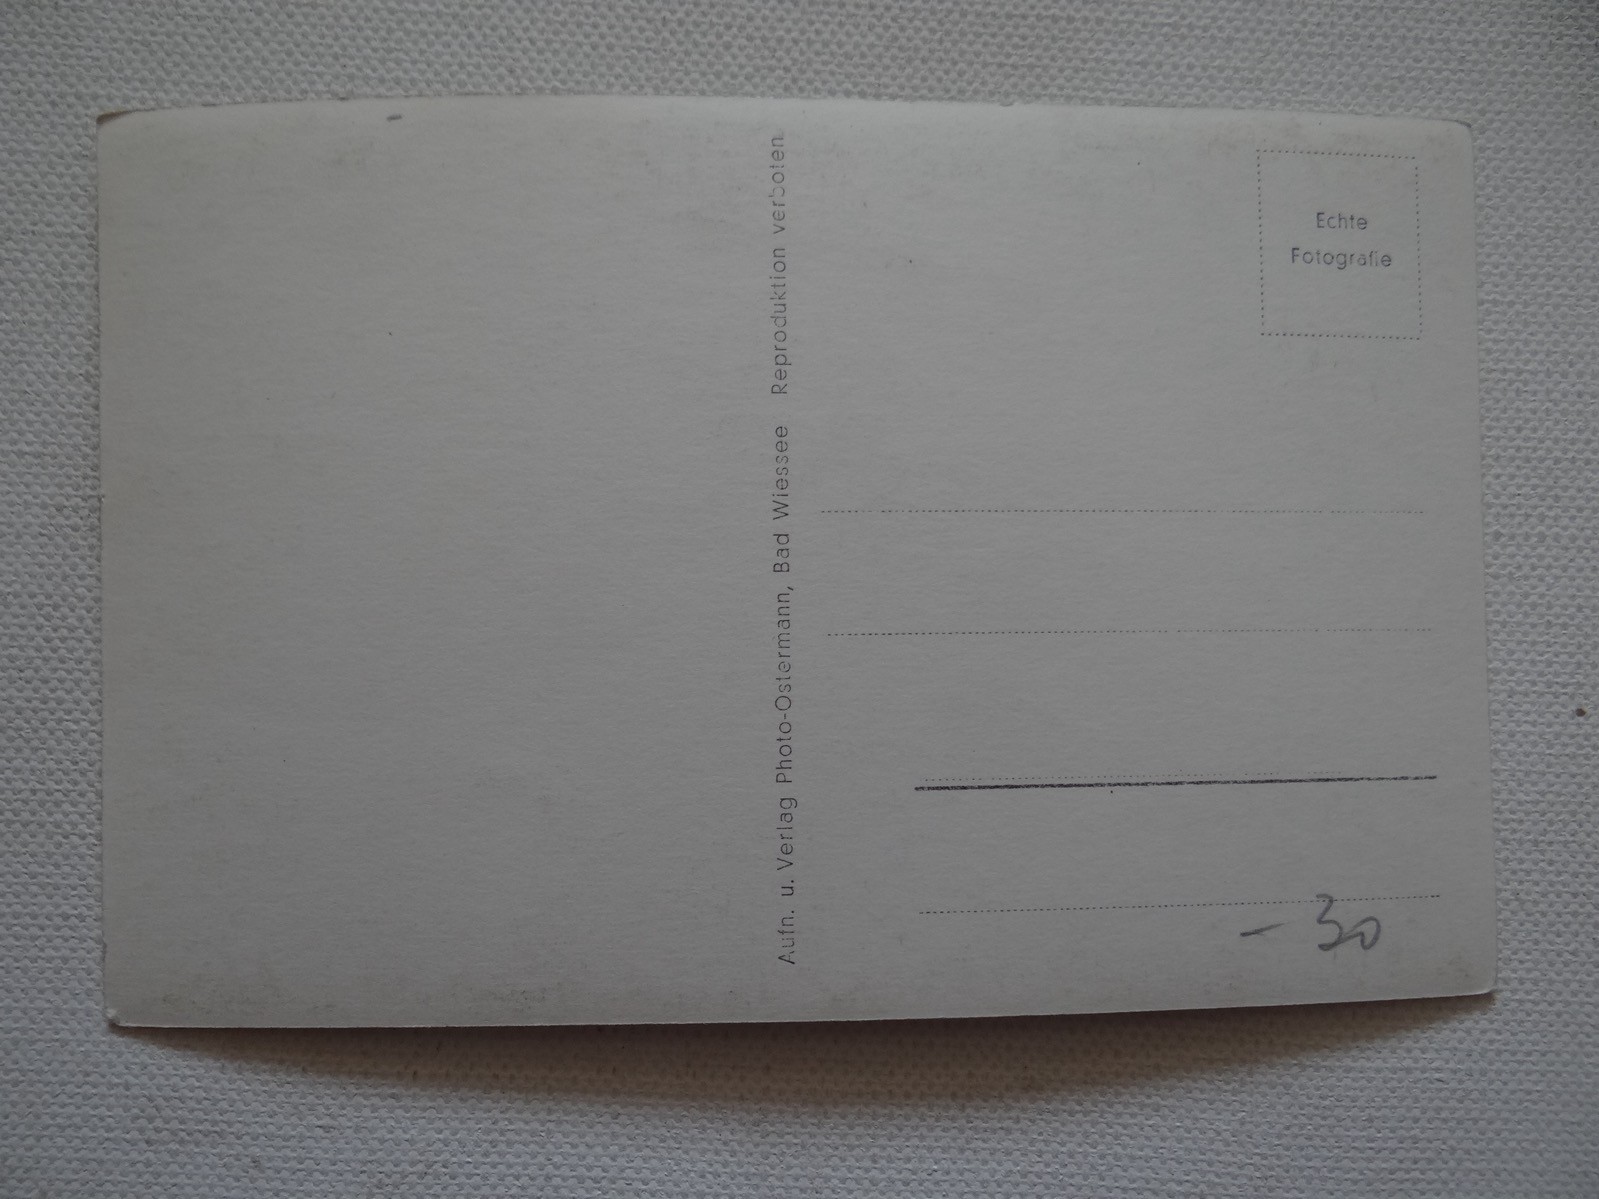 Aufn. u. Verlag Photo-Ostermann, Bad Wiessee Reproduktion verboten
Echte
Fotografie
- 30